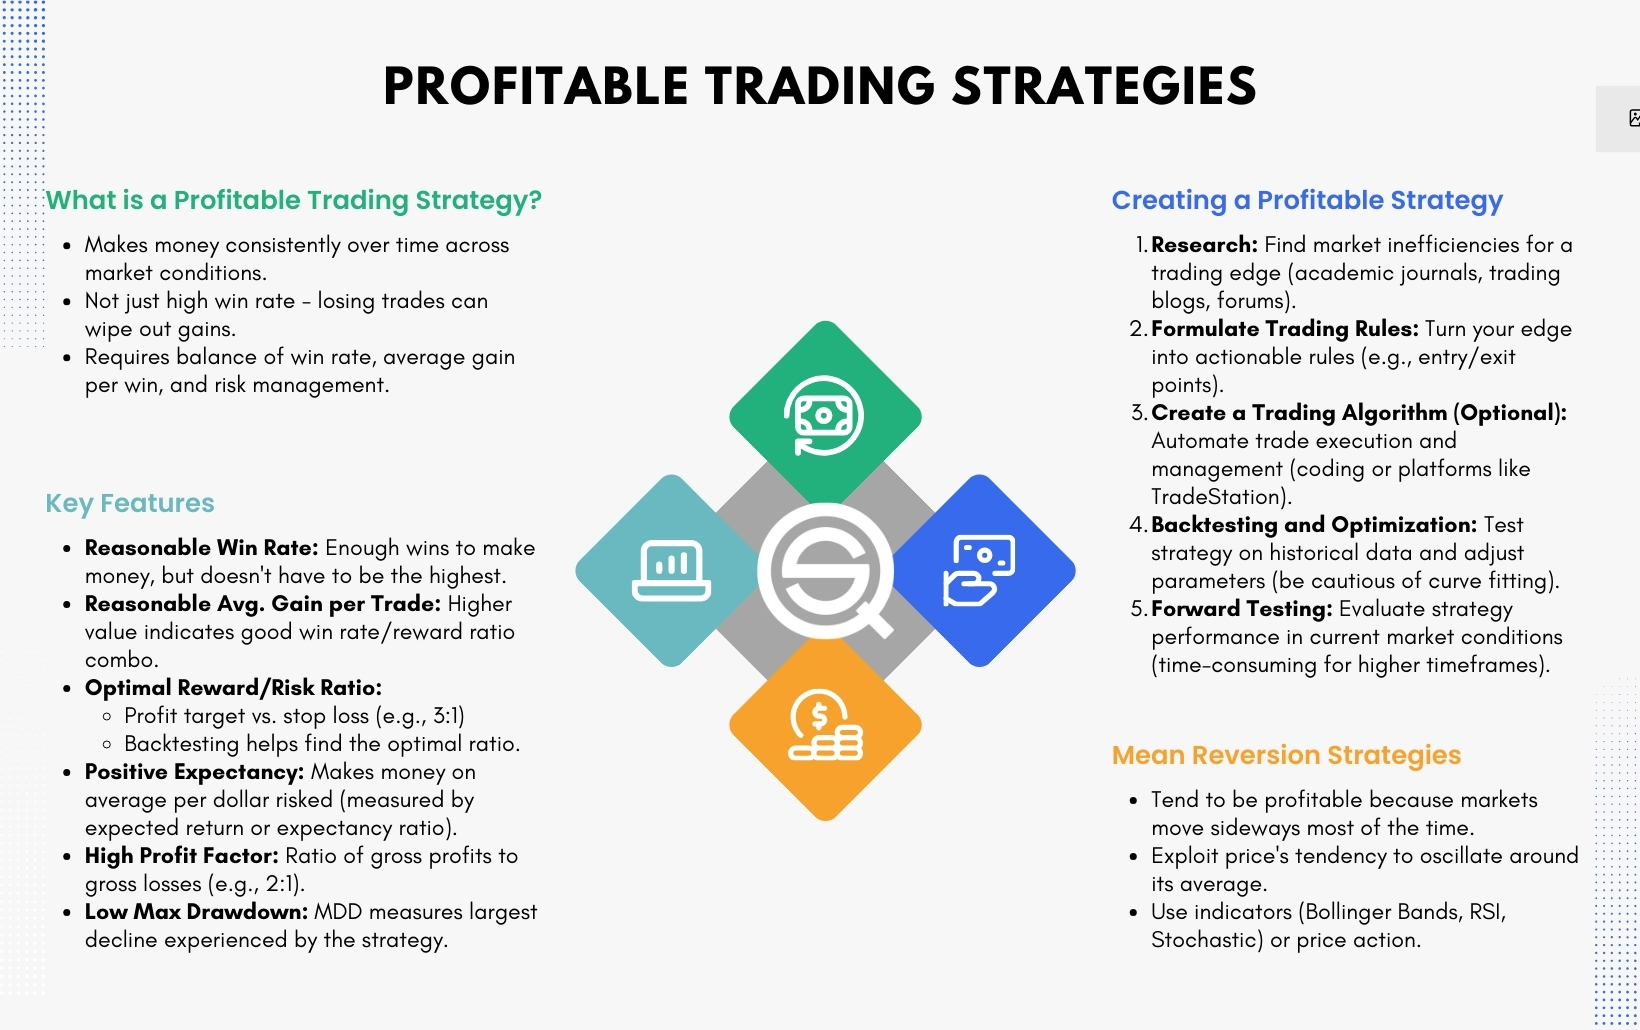 PROFITABLE TRADING STRATEGIES
What is a Profitable Trading Strategy?
• Makes money consistently over time across
market conditions.
• Not just high win rate - losing trades can
wipe out gains.
• Requires balance of win rate, average gain
per win, and risk management.
Key Features
• Reasonable Win Rate: Enough wins to make
money, but doesn't have to be the highest.
• Reasonable Avg. Gain per Trade: Higher
value indicates good win rate/reward ratio
combo.
• Optimal Reward/Risk Ratio:
◦ Profit target vs. stop loss (e.g., 3:1)
◦ Backtesting helps find the optimal ratio.
• Positive Expectancy: Makes money on
average per dollar risked (measured by
expected return or expectancy ratio).
• High Profit Factor: Ratio of gross profits to
gross losses (e.g., 2:1).
• Low Max Drawdown: MDD measures largest
decline experienced by the strategy.
$
Creating a Profitable Strategy
1. Research: Find market inefficiencies for a
trading edge (academic journals, trading
blogs, forums).
2. Formulate Trading Rules: Turn your edge
into actionable rules (e.g., entry/exit
points).
3. Create a Trading Algorithm (Optional):
Automate trade execution and
management (coding or platforms like
TradeStation).
4. Backtesting and Optimization: Test
strategy on historical data and adjust
parameters (be cautious of curve fitting).
5. Forward Testing: Evaluate strategy
performance in current market conditions
(time-consuming for higher timeframes).
Mean Reversion Strategies
• Tend to be profitable because markets
move sideways most of the time.
• Exploit price's tendency to oscillate around
its average.
• Use indicators (Bollinger Bands, RSI,
Stochastic) or price action.